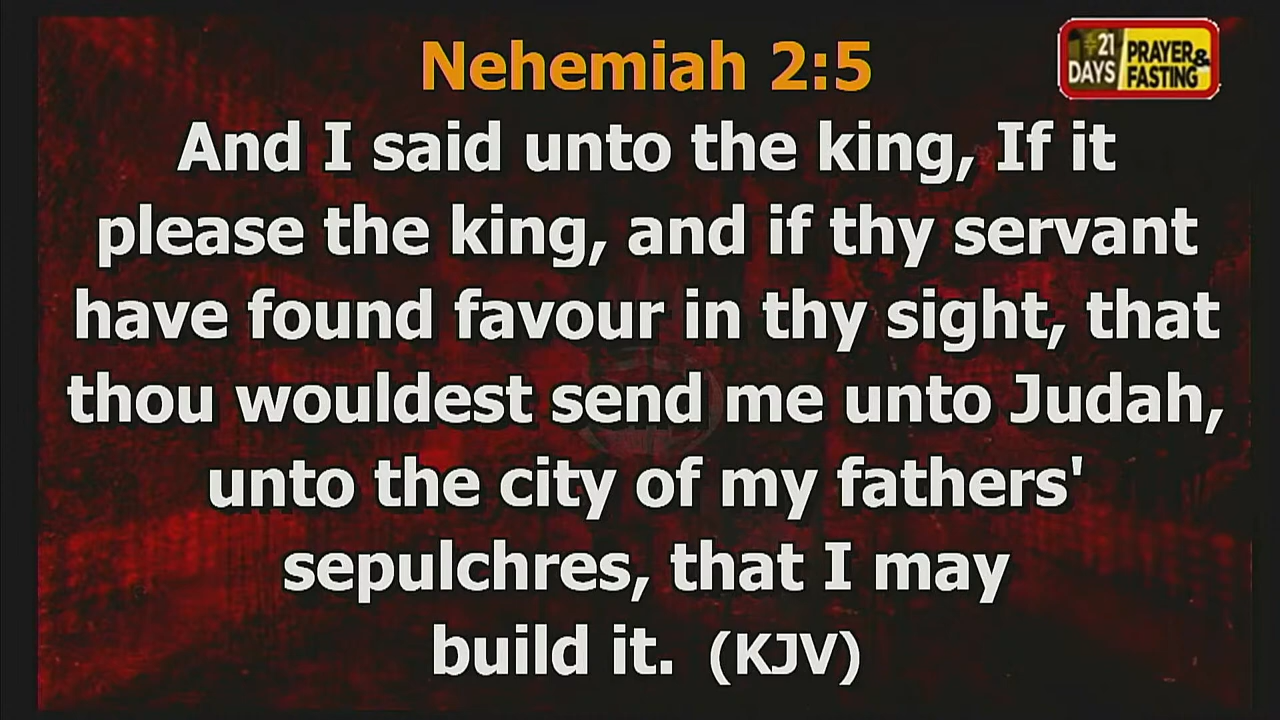 Nehemiah 2:5
#21
DAYS
PRAYER&
FASTING
And I said unto the king, If it
please the king, and if thy servant
have found favour in thy sight, that
thou wouldest send me unto Judah,
unto the city of my fathers'
sepulchres, that I may
build it. (KJV)